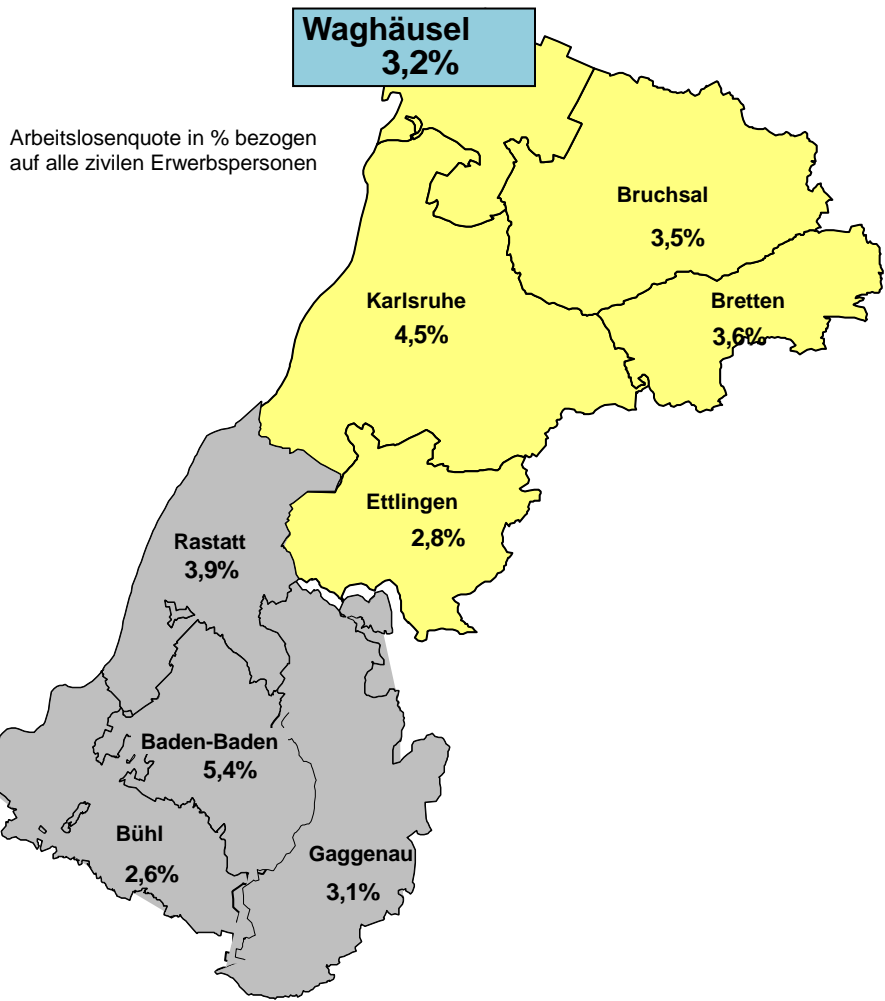 Waghäusel
3,2%
Arbeitslosenquote in % bezogen
auf alle zivilen Erwerbspersonen
Bruchsal
3,5%
Karlsruhe
4,5%
Bretten
3,6%
Ettlingen
2,8%
Rastatt
3,9%
Baden-Baden
5,4%
Bühl
2,6%
Gaggenau
3,1%